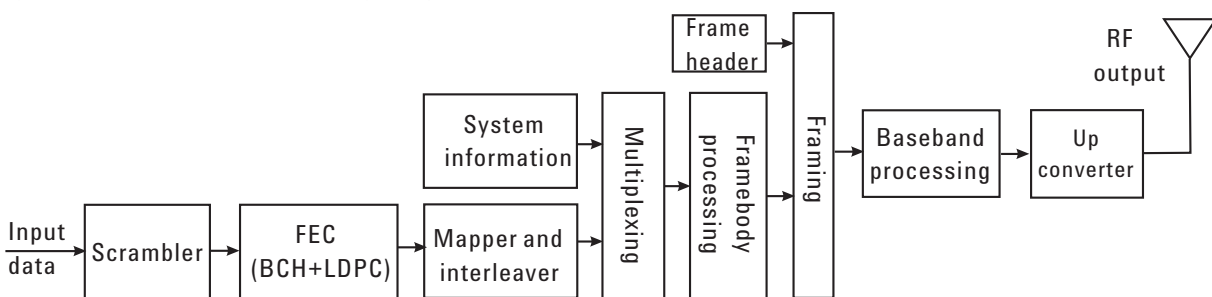 Input
data
Scrambler
FEC
(BCH+LDPC)
Mapper and
interleaver
System
information
Multiplexing
Framebody
processing
Frame
header
Framing
Baseband
processing
Up
converter
RF
output